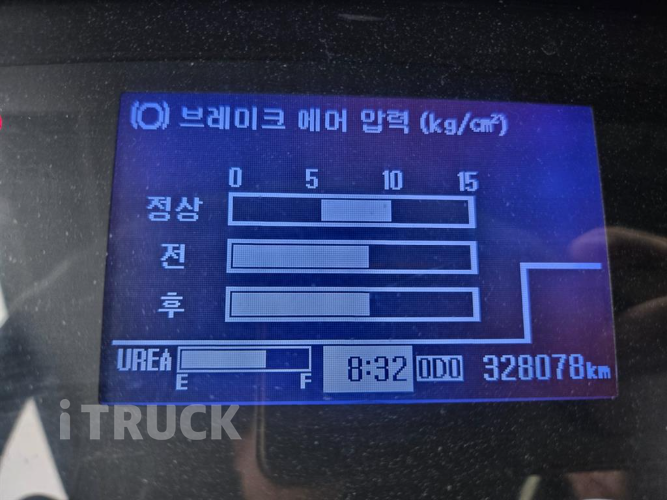 (O) 브레이크 에어 압력 (kg/cm²)
0 5 10 15
정상
전
후
UREA
E F
8:32 ODO 328078km
iTRUCK